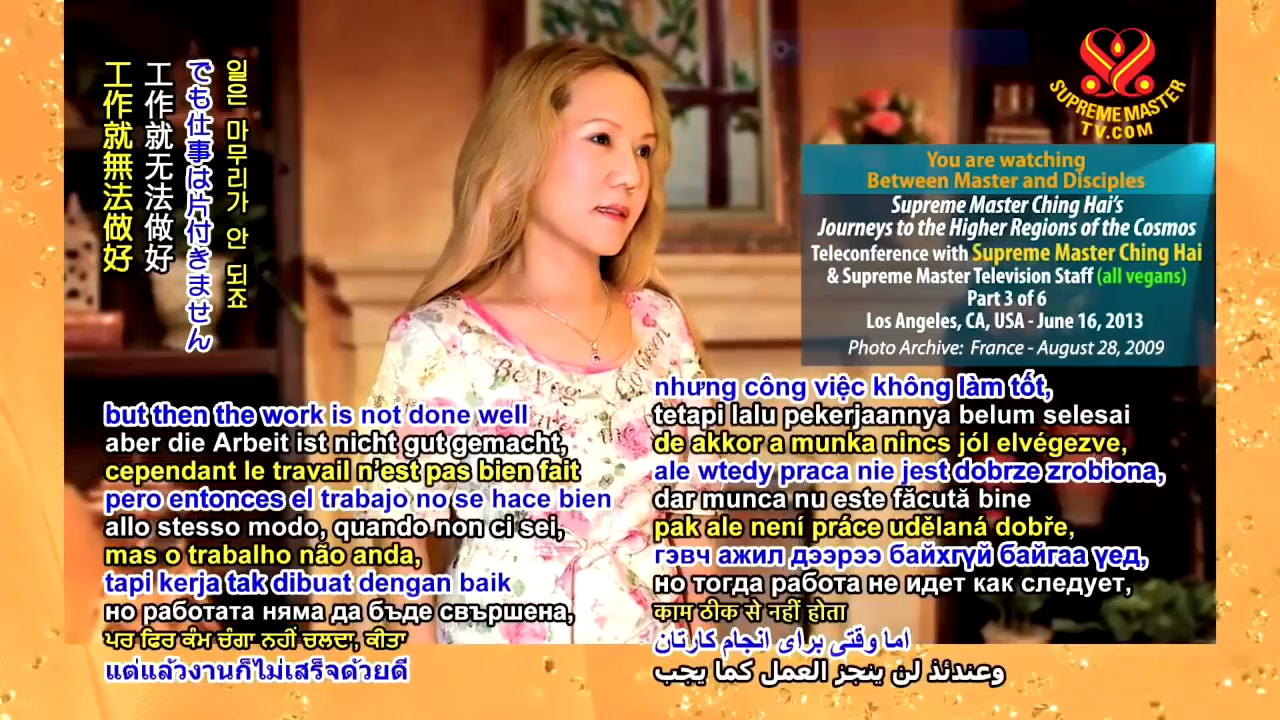 工作就無法做好
工作就无法做好
でも仕事は片付きません
일은 마무리가 안 되죠
SUPREME MASTER
TV.COM
You are watching
Between Master and Disciples
Supreme Master Ching Hai's
Journeys to the Higher Regions of the Cosmos
Teleconference with Supreme Master Ching Hai
& Supreme Master Television Staff (all vegans)
Part 3 of 6
Los Angeles, CA, USA - June 16, 2013
Photo Archive: France - August 28, 2009
but then the work is not done well
aber die Arbeit ist nicht gut gemacht,
cependant le travail n'est pas bien fait
pero entonces el trabajo no se hace bien
allo stesso modo, quando non ci sei,
mas o trabalho não anda,
tapi kerja tak dibuat dengan baik
но работата няма да бъде свършена,
ਪਰ ਫਿਰ ਕੰਮ ਚੰਗਾ ਨਹੀਂ ਚਲਦਾ, ਕੀਤਾ
แต่แล้วงานก็ไม่เสร็จด้วยดี
nhưng công việc không làm tốt,
tetapi lalu pekerjaannya belum selesai
de akkor a munka nincs jól elvégezve,
ale wtedy praca nie jest dobrze zrobiona,
dar munca nu este făcută bine
pak ale není práce udělaná dobře,
гэвч ажил дээрээ байхгүй байгаа үед,
но тогда работа не идет как следует,
काम ठीक से नहीं होता
اما وقتی برای انجام کارتان
وعندئذ لن ينجز العمل كما يجب